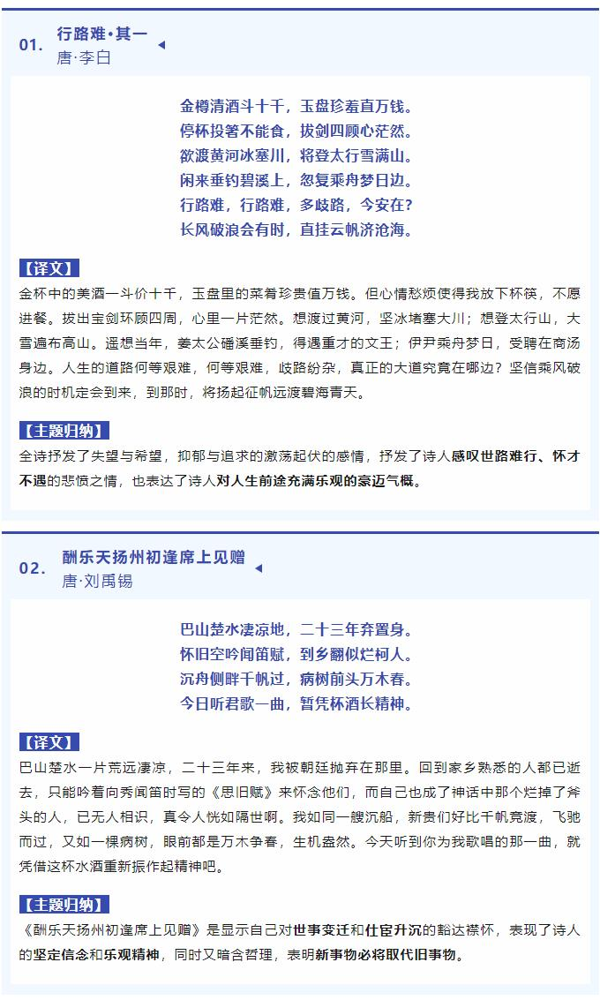 01.
行路难•其一
唐·李白
金樽清酒斗十千，玉盘珍羞直万钱。
停杯投箸不能食，拔剑四顾心茫然。
欲渡黄河冰塞川，将登太行雪满山。
闲来垂钓碧溪上，忽复乘舟梦日边。
行路难，行路难，多歧路，今安在？
长风破浪会有时，直挂云帆济沧海。
【译文】
金杯中的美酒一斗价十千，玉盘里的菜肴珍贵值万钱。但心情愁烦使得我放下杯筷，不愿
进餐。拔出宝剑环顾四周，心里一片茫然。想渡过黄河，坚冰堵塞大川；想登太行山，大
雪遍布高山。遥想当年，姜太公磻溪垂钓，得遇重才的文王；伊尹乘舟梦日，受聘在商汤
身边。人生的道路何等艰难，何等艰难，歧路纷杂，真正的大道究竟在哪边？坚信乘风破
浪的时机定会到来，到那时，将扬起征帆远渡碧海青天。
【主题归纳】
全诗抒发了失望与希望，抑郁与追求的激荡起伏的感情，抒发了诗人感叹世路难行、怀才
不遇的悲愤之情，也表达了诗人对人生前途充满乐观的豪迈气概。
02.
酬乐天扬州初逢席上见赠
唐·刘禹锡
巴山楚水凄凉地，二十三年弃置身。
怀旧空吟闻笛赋，到乡翻似烂柯人。
沉舟侧畔千帆过，病树前头万木春。
今日听君歌一曲，暂凭杯酒长精神。
【译文】
巴山楚水一片荒远凄凉，二十三年来，我被朝廷抛弃在那里。回到家乡熟悉的人都已逝
去，只能吟着向秀闻笛时写的《思旧赋》来怀念他们，而自己也成了神话中那个烂掉了斧
头的人，已无人相识，真令人恍如隔世啊。我如同一艘沉船，新贵们好比千帆竞渡，飞驰
而过，又如一棵病树，眼前都是万木争春，生机盎然。今天听到你为我歌唱的那一曲，就
凭借这杯水酒重新振作起精神吧。
【主题归纳】
《酬乐天扬州初逢席上见赠》是显示自己对世事变迁和仕宦升沉的豁达襟怀，表现了诗人
的坚定信念和乐观精神，同时又暗含哲理，表明新事物必将取代旧事物。